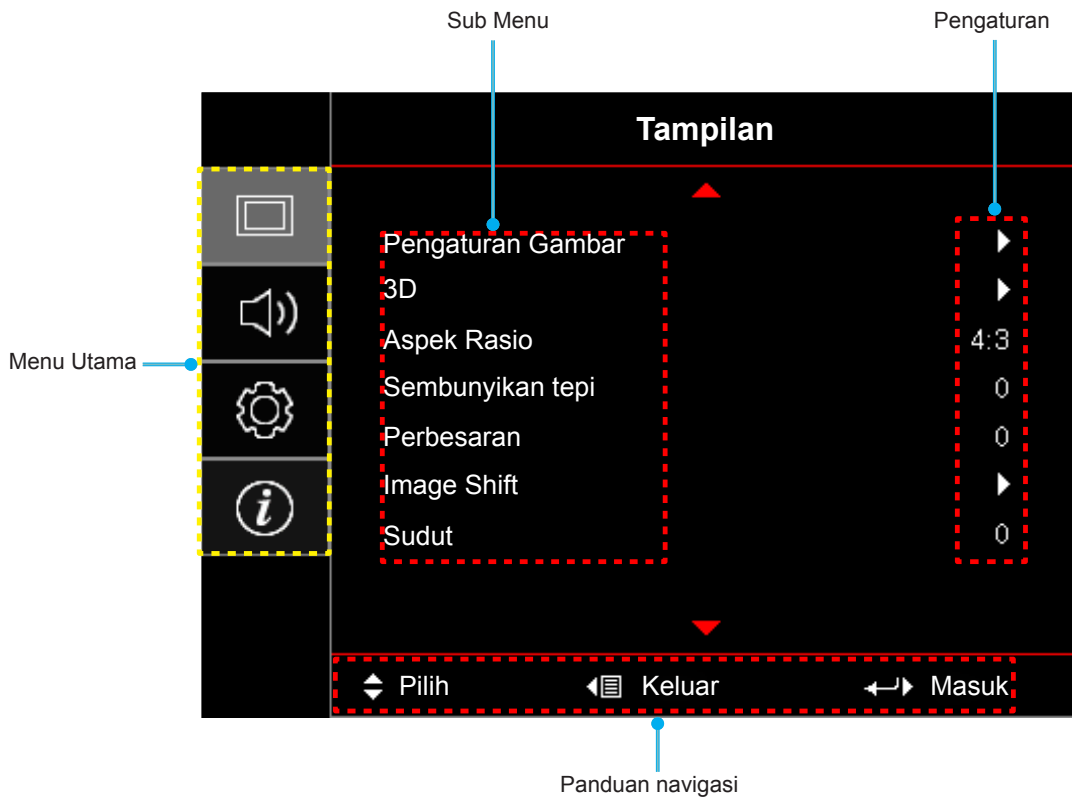 Sub Menu
Pengaturan
Tampilan
Pengaturan Gambar
3D
Aspek Rasio 4:3
Sembunyikan tepi 0
Perbesaran 0
Image Shift
Sudut 0
Menu Utama
Pilih Keluar Masuk
Panduan navigasi